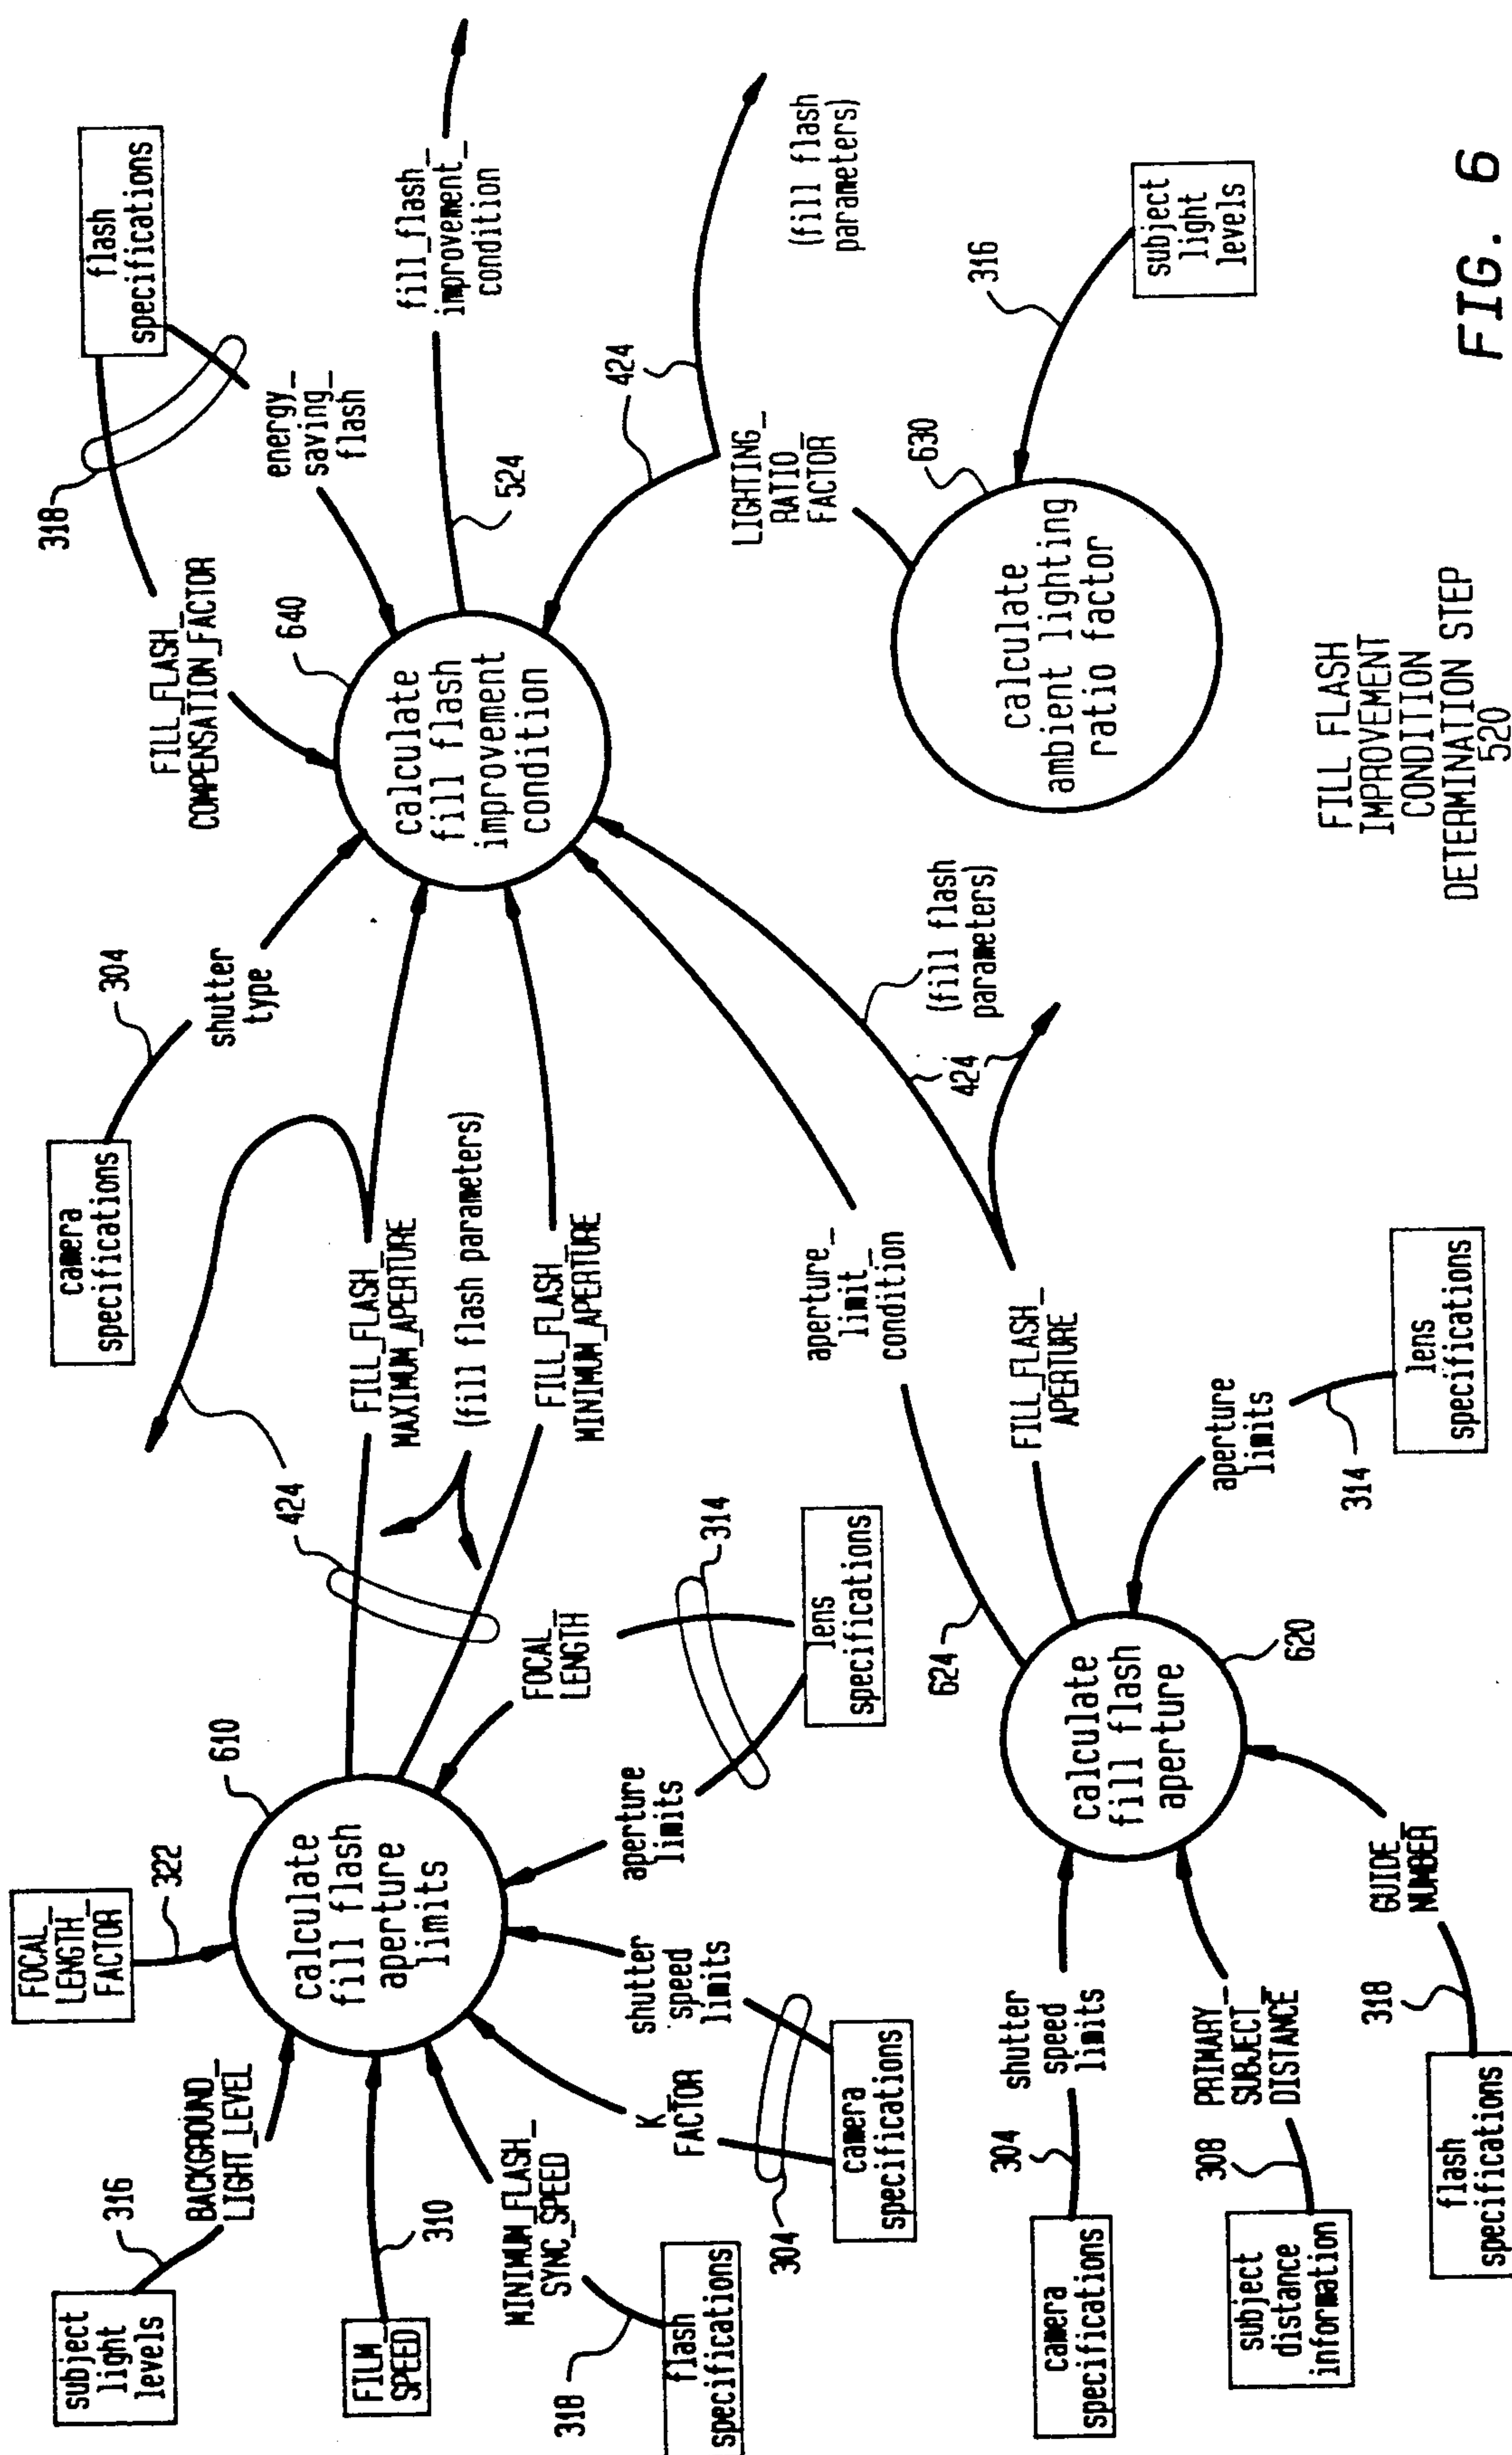 subject
light
levels
316
BACKGROUND_
LIGHT_LEVEL
FOCAL_
LENGTH_
FACTOR
322
610
calculate
fill flash
aperture
limits
FILM_
SPEED
310
MINIMUM_FLASH_
SYNC_SPEED
318
flash
specifications
K_
FACTOR
shutter
speed
limits
304
camera
specifications
aperture
limits
FOCAL_
LENGTH
314
lens
specifications
424
FILL_FLASH_
MAXIMUM_APERTURE
(fill flash parameters)
FILL_FLASH_
MINIMUM_APERTURE
camera
specifications
304
shutter
type
FILL_FLASH_
COMPENSATION_FACTOR
318
flash
specifications
energy_
saving_
flash
640
calculate
fill flash
improvement
condition
524
fill_flash_
improvement_
condition
424
LIGHTING_
RATIO_
FACTOR
(fill flash
parameters)
630
calculate
ambient lighting
ratio factor
316
subject
light
levels
camera
specifications
304
shutter
speed
limits
subject
distance
information
308
PRIMARY_
SUBJECT_
DISTANCE
flash
specifications
318
GUIDE_
NUMBER
calculate
fill flash
aperture
620
624
aperture_
limit_
condition
FILL_FLASH_
APERTURE
424
(fill flash
parameters)
aperture
limits
314
lens
specifications
FILL FLASH
IMPROVEMENT
CONDITION
DETERMINATION STEP
520
FIG. 6